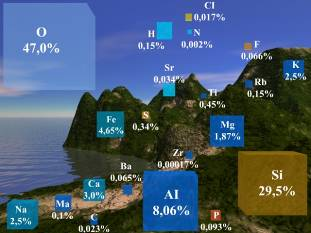 O
47,0%
Cl
0,017%
H
0,15%
N
0,002%
F
0,066%
K
2,5%
Sr
0,034%
Ti
0,45%
Rb
0,15%
Fe
4,65%
S
0,34%
Mg
1,87%
Zr
0,00017%
Si
29,5%
Ba
0,065%
Ca
3,0%
Al
8,06%
Na
2,5%
Ma
0,1%
C
0,023%
P
0,093%